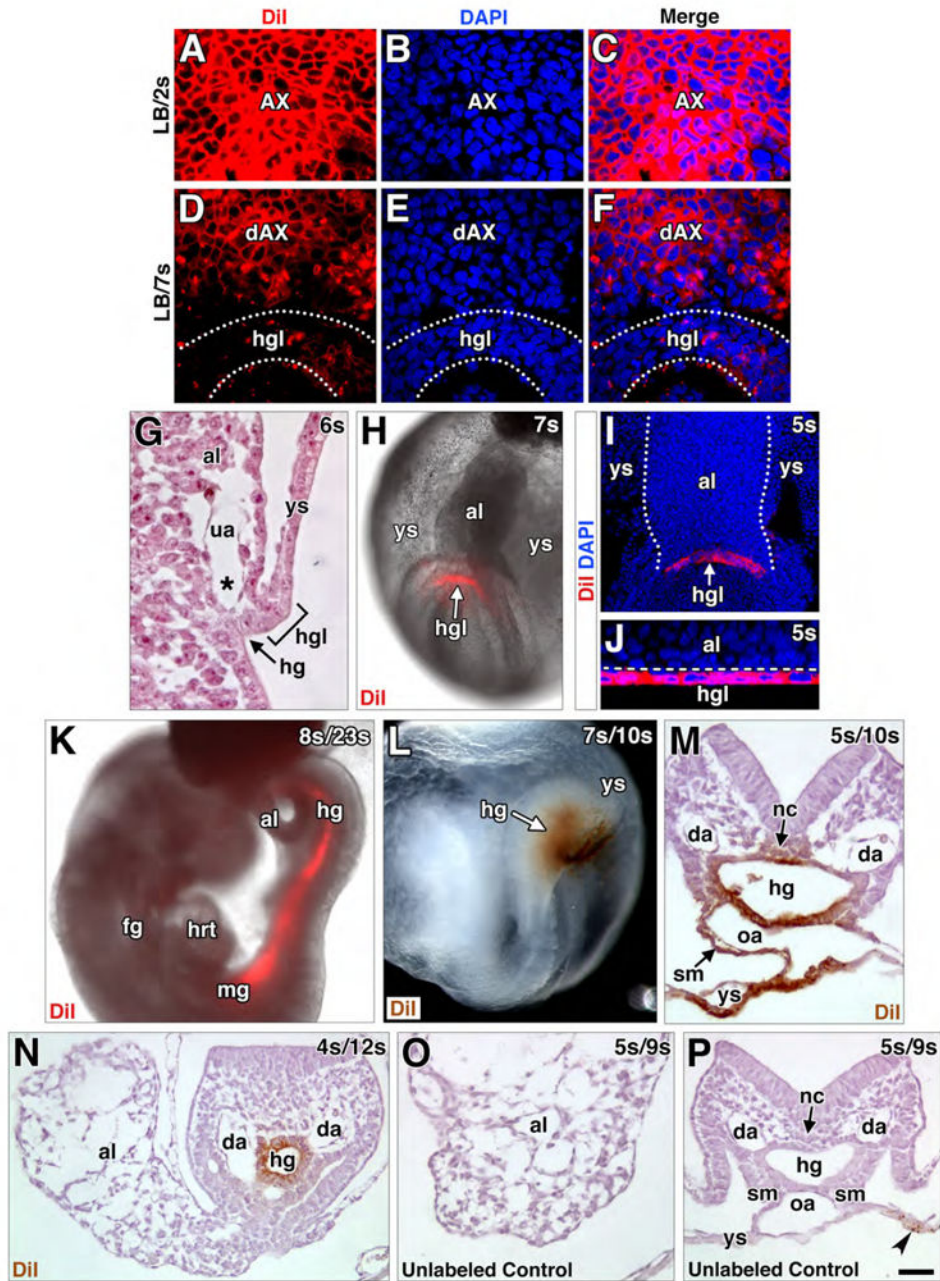 DiI DAPI Merge
LB/2s
A AX
B AX
C AX
LB/7s
D dAX hgl
E dAX hgl
F dAX hgl
G 6s
al
ys
ua
*
hgl
hg
H 7s
ys al ys
hgl
DiI
DiI DAPI
I 5s
ys ys
al
hgl
J 5s
al
hgl
K 8s/23s
al hg
fg hrt
mg
DiI
L 7s/10s
ys
hg
DiI
M 5s/10s
nc
da da
hg
oa
sm
ys
DiI
N 4s/12s
da da
al hg
DiI
O 5s/9s
al
Unlabeled Control
P 5s/9s
nc
da da
hg
sm sm
oa
ys
Unlabeled Control